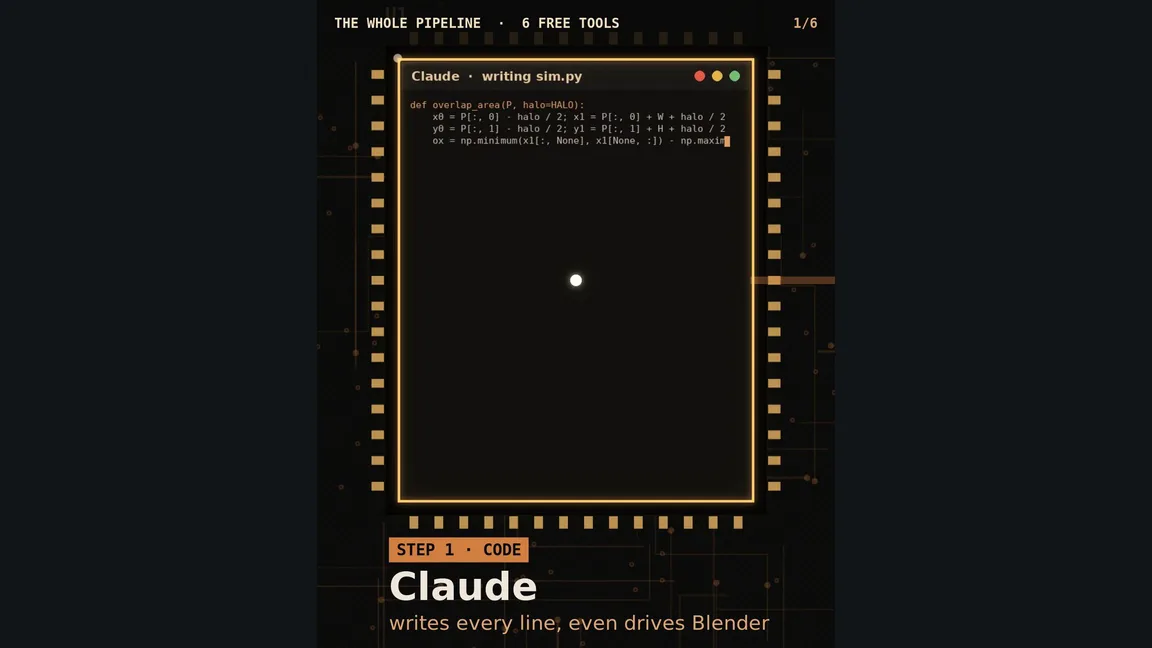 THE WHOLE PIPELINE · 6 FREE TOOLS 1/6
Claude · writing sim.py
def overlap_area(P, halo=HALO):
x0 = P[:, 0] - halo / 2; x1 = P[:, 0] + W + halo / 2
y0 = P[:, 1] - halo / 2; y1 = P[:, 1] + H + halo / 2
ox = np.minimum(x1[:, None], x1[None, :]) - np.maxim
STEP 1 · CODE
Claude
writes every line, even drives Blender